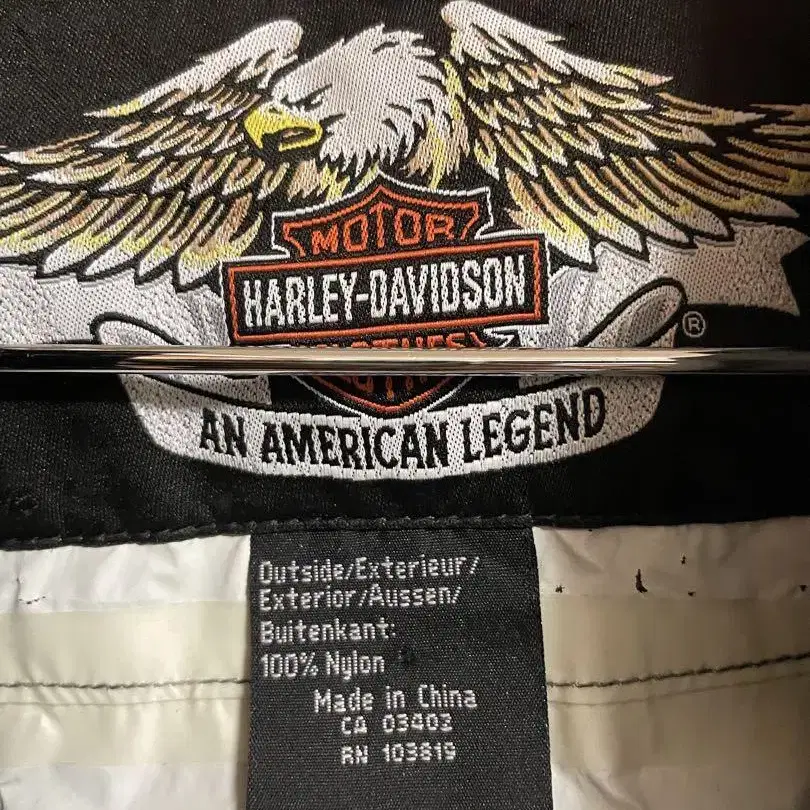 MOTOR
HARLEY-DAVIDSON
®
AN AMERICAN LEGEND
Outside/Exterieur/
Exterior/Aussen/
Buitenkant:
100% Nylon
Made in China
CA 03403
RN 103819